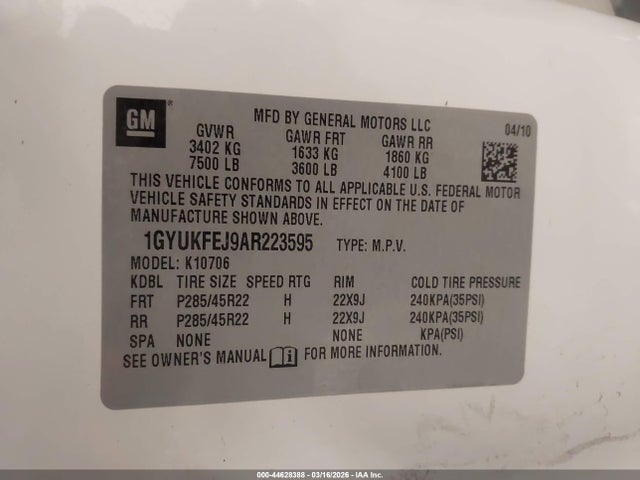 GM
MFD BY GENERAL MOTORS LLC 04/10
GVWR GAWR FRT GAWR RR
3402 KG 1633 KG 1860 KG
7500 LB 3600 LB 4100 LB
THIS VEHICLE CONFORMS TO ALL APPLICABLE U.S. FEDERAL MOTOR
VEHICLE SAFETY STANDARDS IN EFFECT ON THE DATE OF
MANUFACTURE SHOWN ABOVE.
1GYUKFEJ9AR223595 TYPE: M.P.V.
MODEL: K10706
KDBL TIRE SIZE SPEED RTG RIM COLD TIRE PRESSURE
FRT P285/45R22 H 22X9J 240KPA(35PSI)
RR P285/45R22 H 22X9J 240KPA(35PSI)
SPA NONE NONE KPA(PSI)
SEE OWNER'S MANUAL FOR MORE INFORMATION.
000-44628388 - 03/16/2026 - IAA Inc.